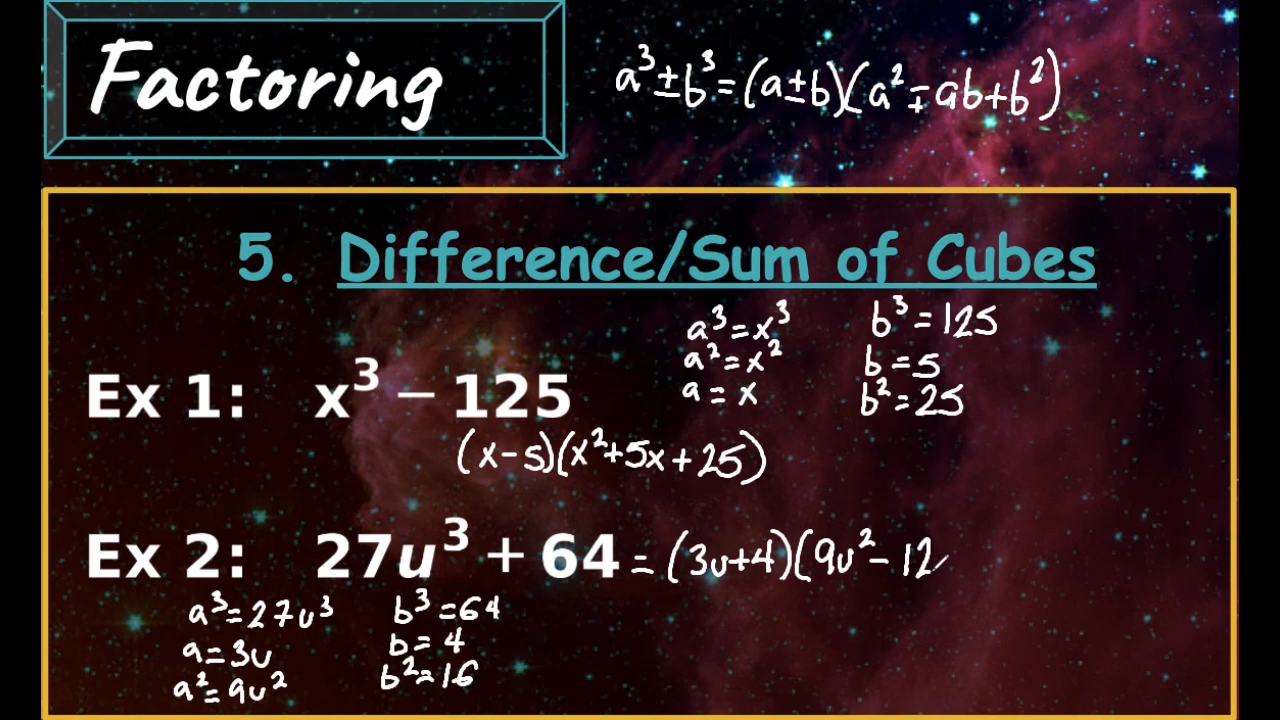 Factoring
a³±b³=(a±b)(a²∓ab+b²)
5. Difference/Sum of Cubes
a³=x³
b³=125
a²=x²
b=5
a=x
b²=25
Ex 1: x³ − 125
(x-5)(x²+5x+25)
Ex 2: 27u³ + 64 = (3u+4)(9u²-12
a³=27u³
b³=64
a=3u
b=4
a²=9u²
b²=16